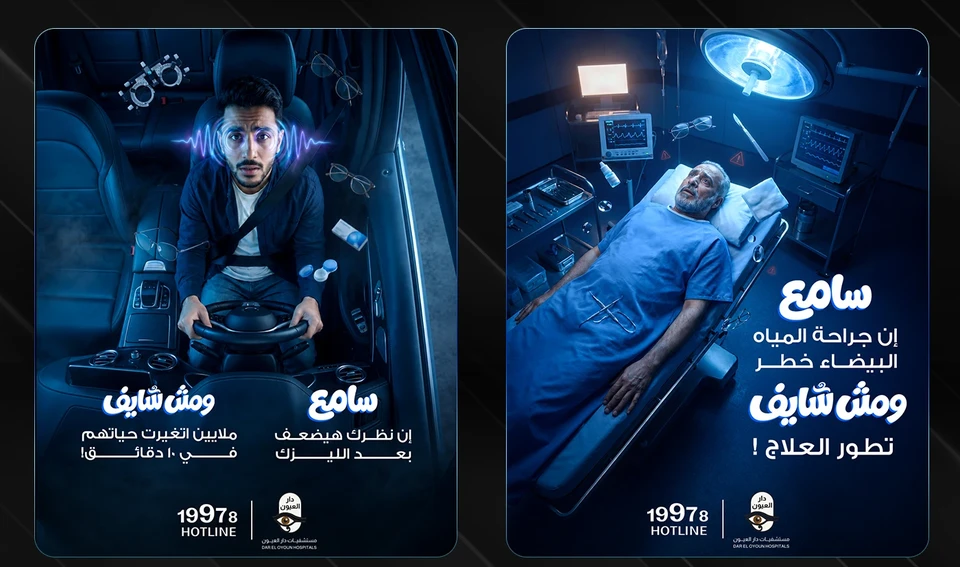 سامع
إن نظرك هيضعف
بعد الليزك
ومش شايف
ملايين اتغيرت حياتهم
في ١٠ دقائق!
19978
HOTLINE
دار
العيون
مستشفيات دار العيون
DAR EL OYOUN HOSPITALS
سامع
إن جراحة المياه
البيضاء خطر
ومش شايف
تطور العلاج !
19978
HOTLINE
دار
العيون
مستشفيات دار العيون
DAR EL OYOUN HOSPITALS